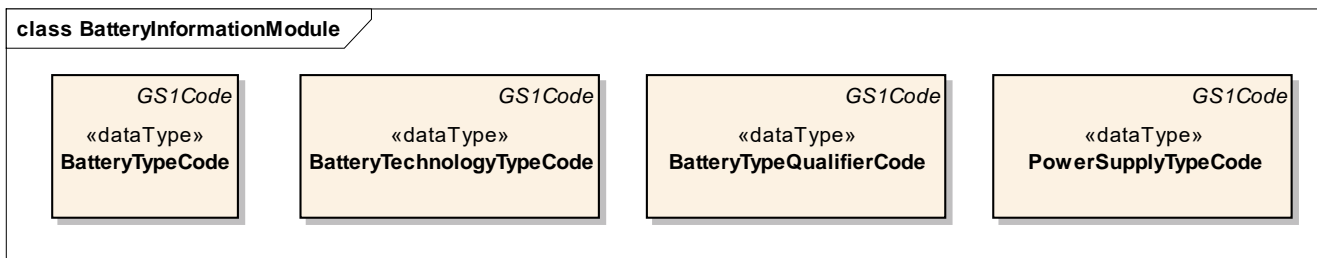 class BatteryInformationModule
GS1Code
«dataType»
BatteryTypeCode
GS1Code
«dataType»
BatteryTechnologyTypeCode
GS1Code
«dataType»
BatteryTypeQualifierCode
GS1Code
«dataType»
PowerSupplyTypeCode